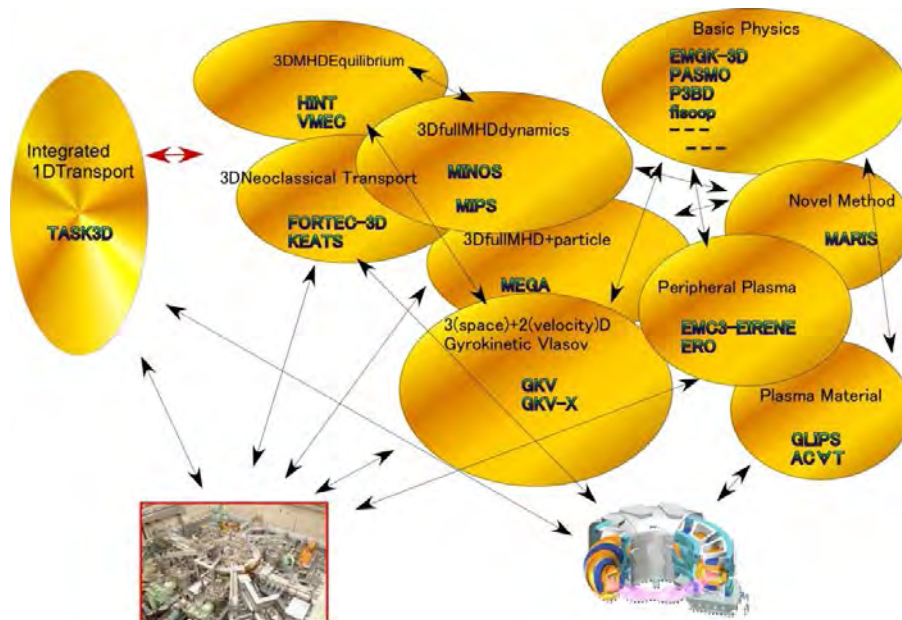 Integrated
1DTransport
TASK3D
3DMHDEquilibrium
HINT
VMEC
3DNeoclassical Transport
FORTEC-3D
KEATS
3DfullMHDdynamics
MINOS
MIPS
3DfullMHD+particle
MEGA
3(space)+2(velocity)D
Gyrokinetic Vlasov
GKV
GKV-X
Basic Physics
EMGK-3D
PASMO
P3BD
fiscop
---
---
Novel Method
MARIS
Peripheral Plasma
EMC3-EIRENE
ERO
Plasma Material
GLIPS
AC∀T